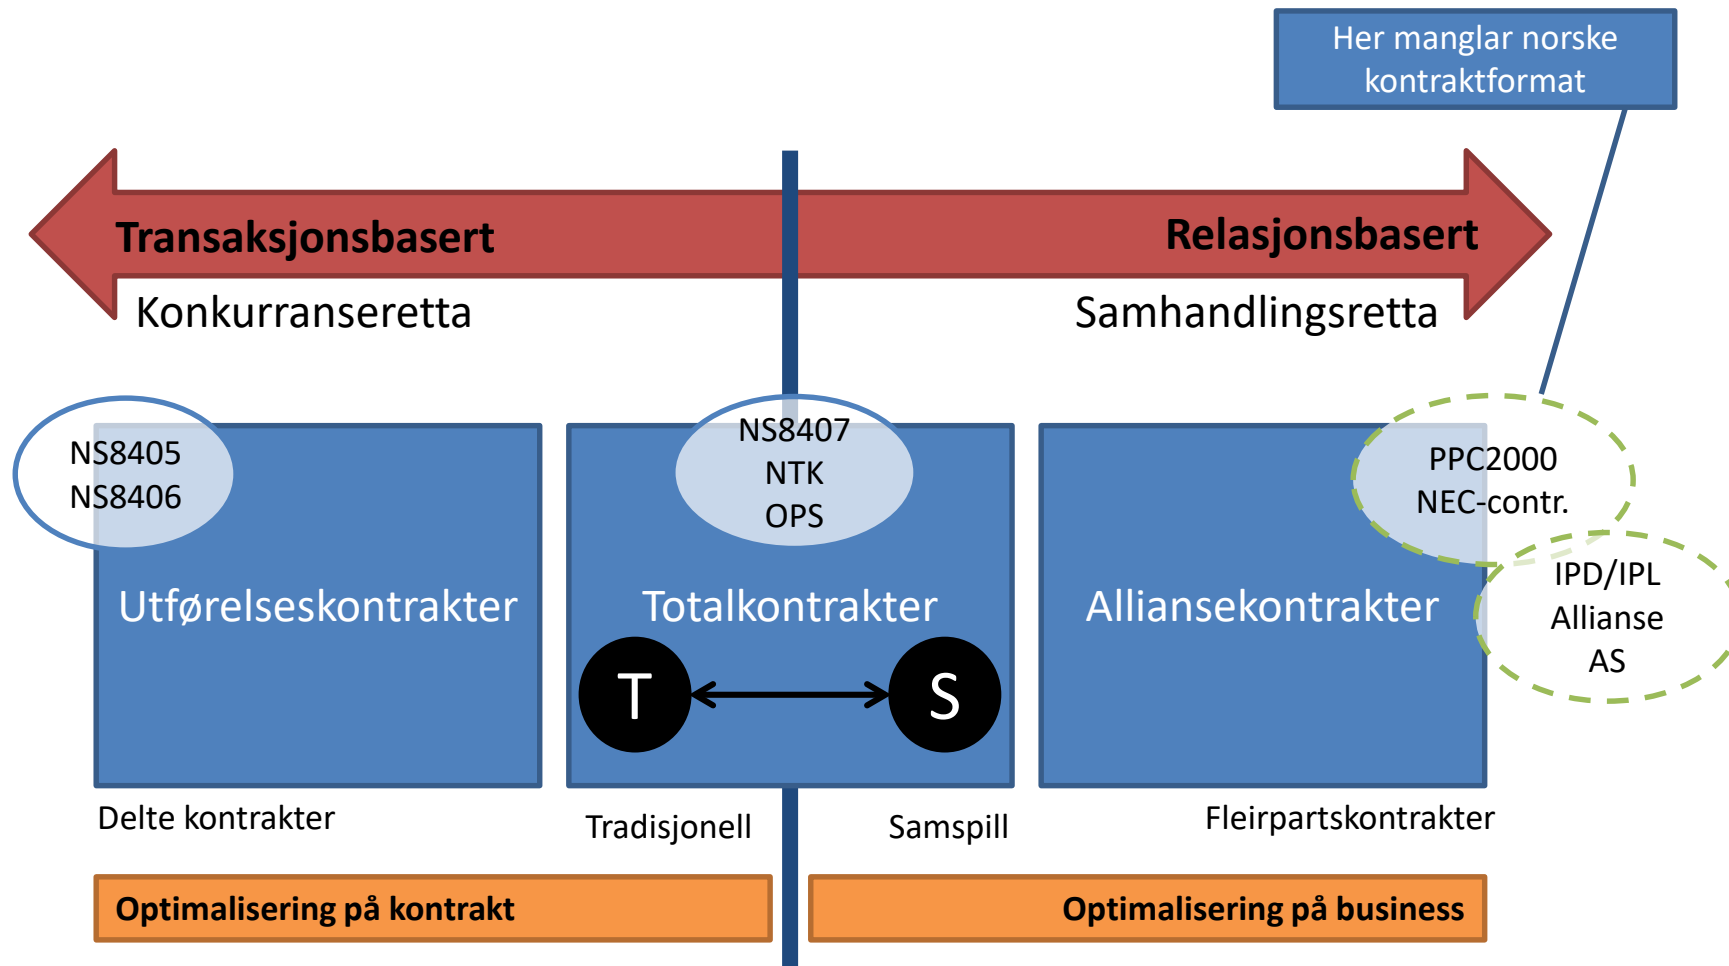 Her manglar norske
kontraktformat
Transaksjonsbasert
Relasjonsbasert
Konkurranseretta
Samhandlingsretta
NS8405
NS8406
NS8407
NTK
OPS
PPC2000
NEC-contr.
IPD/IPL
Allianse
AS
Utførelseskontrakter
Totalkontrakter
Alliansekontrakter
T
S
Delte kontrakter
Tradisjonell
Samspill
Fleirpartskontrakter
Optimalisering på kontrakt
Optimalisering på business